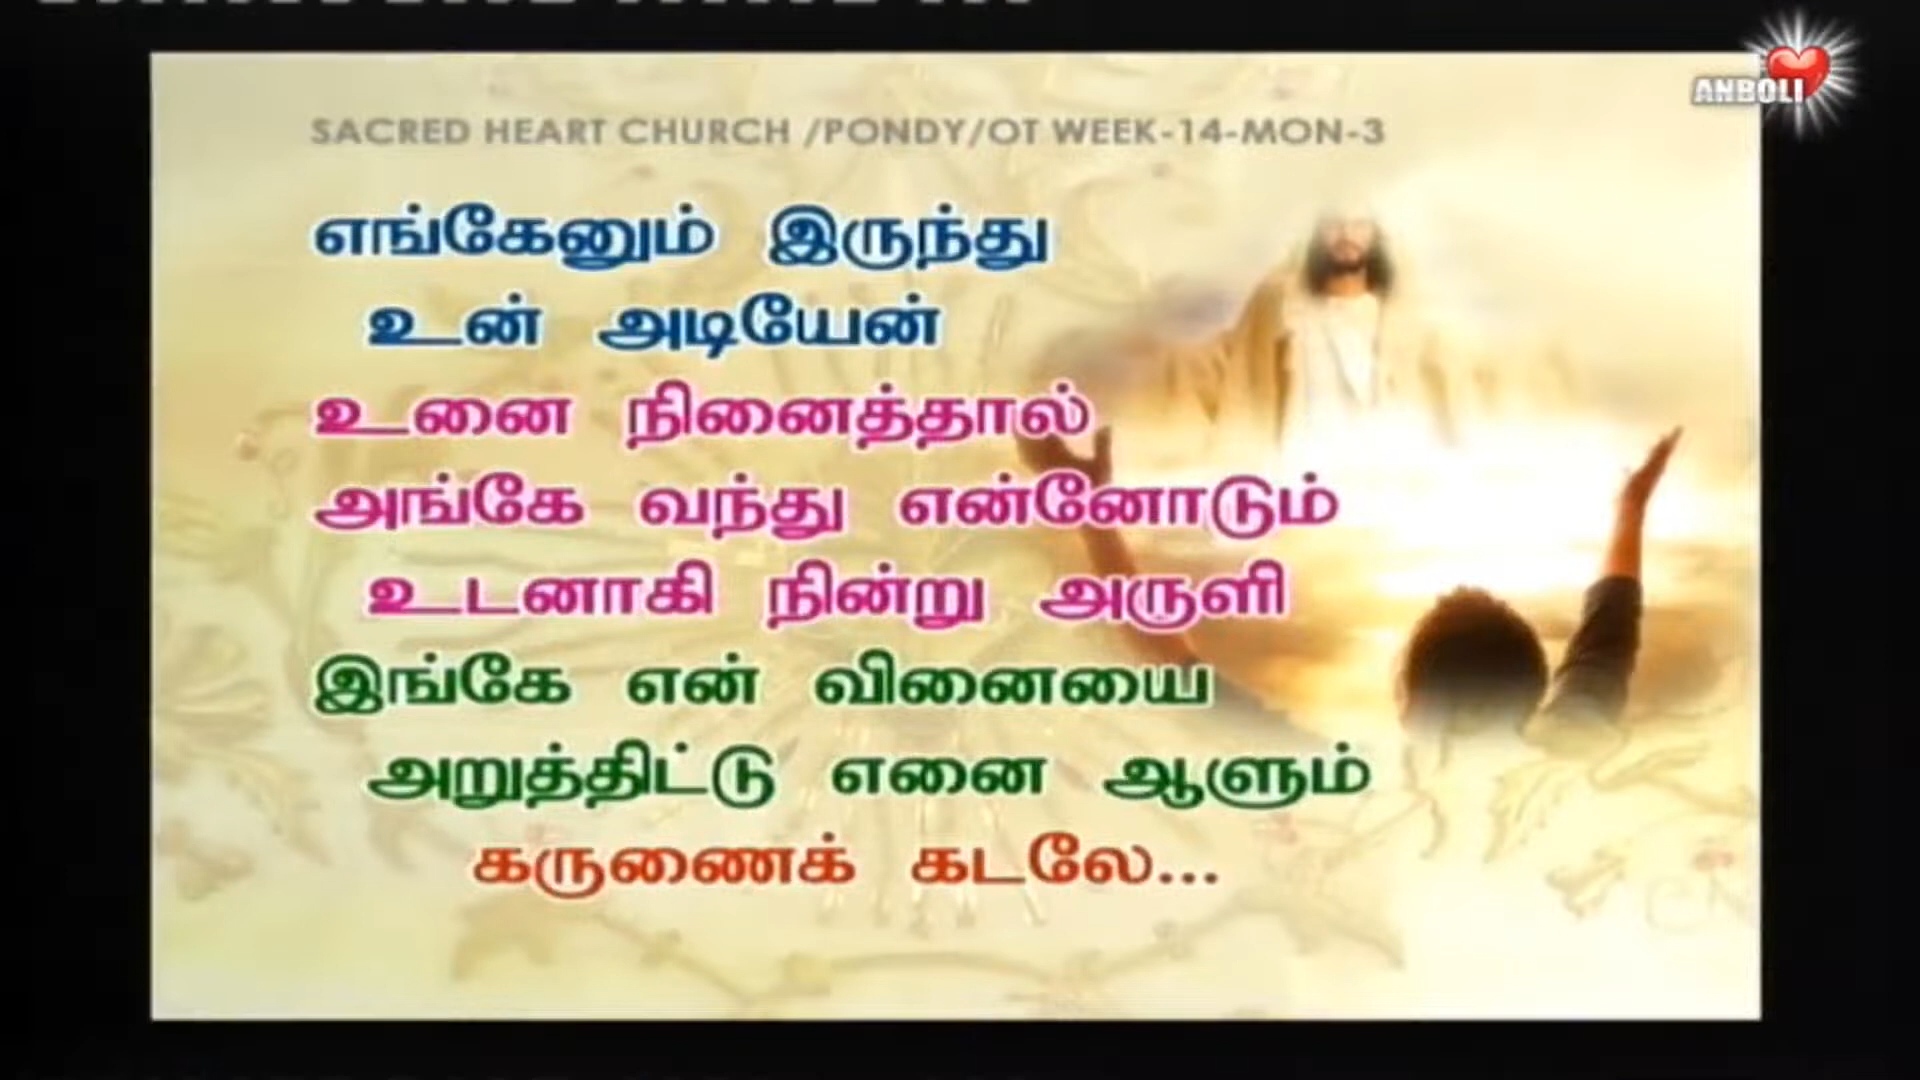 ANBOLI
SACRED HEART CHURCH /PONDY/OT WEEK-14-MON-3
எங்கேனும் இருந்து
உன் அடியேன்
உனை நினைத்தால்
அங்கே வந்து என்னோடும்
உடனாகி நின்று அருளி
இங்கே என் வினையை
அறுத்திட்டு எனை ஆளும்
கருணைக் கடலே...